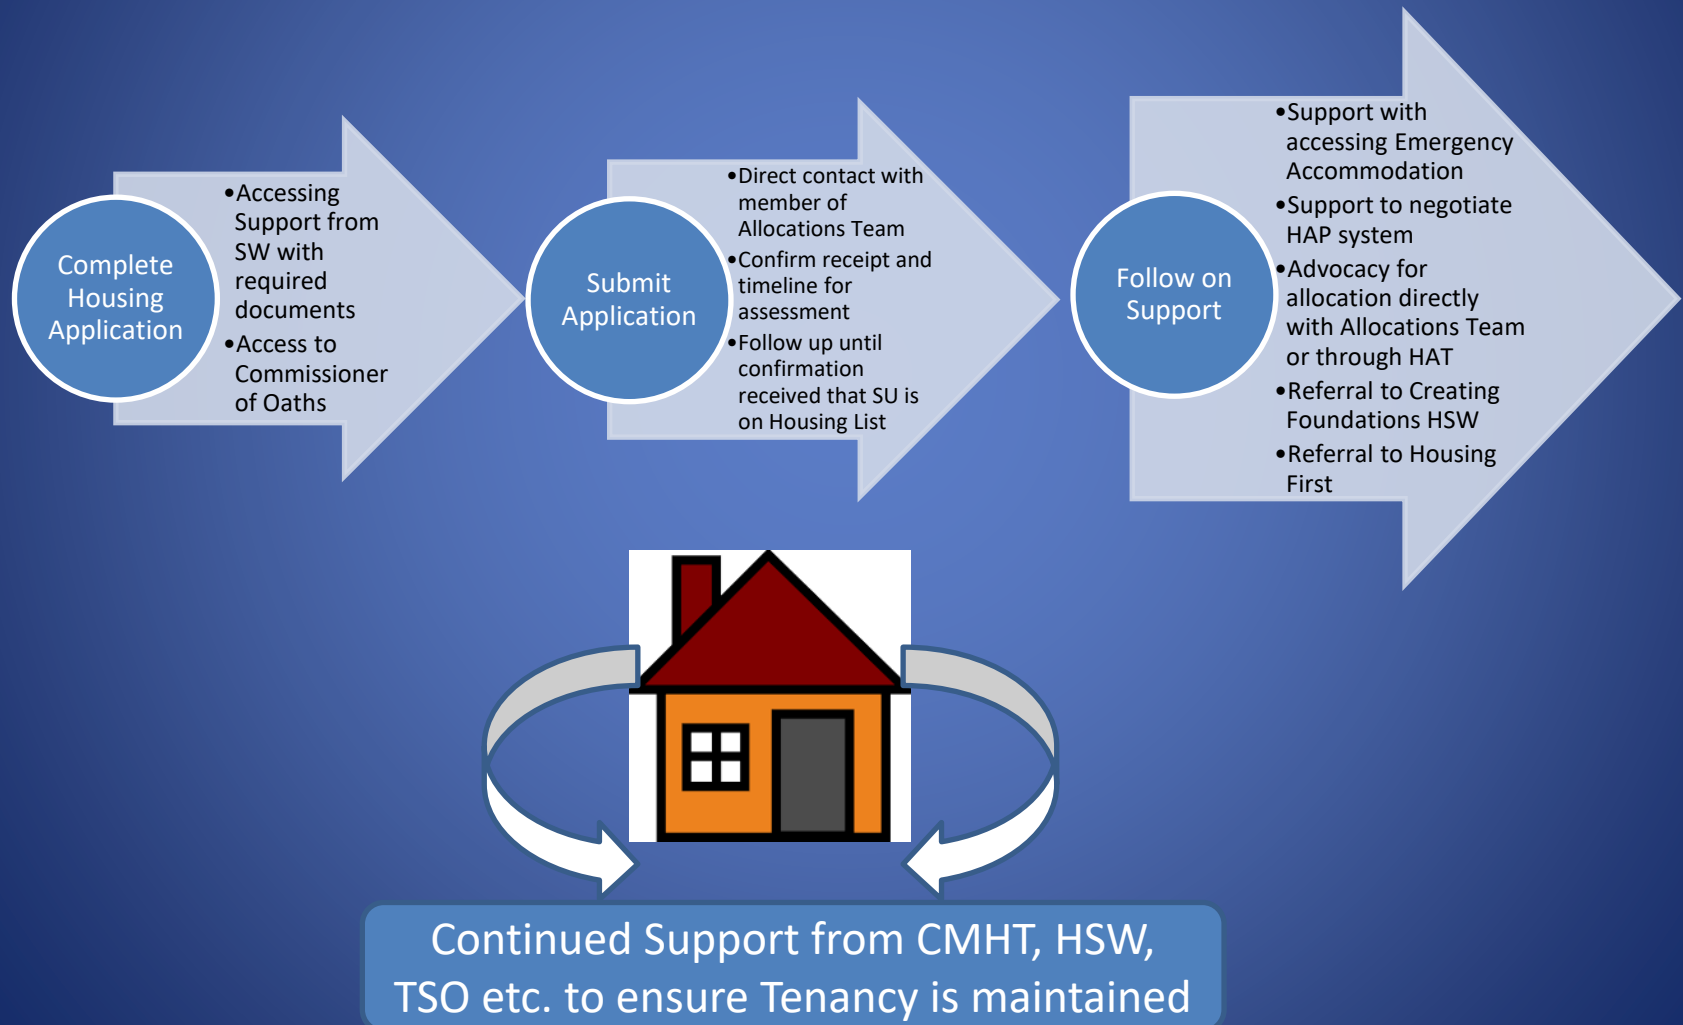 Complete
Housing
Application
•Accessing
Support from
SW with
required
documents
•Access to
Commissioner
of Oaths
Submit
Application
•Direct contact with
member of
Allocations Team
•Confirm receipt and
timeline for
assessment
•Follow up until
confirmation
received that SU is
on Housing List
Follow on
Support
•Support with
accessing Emergency
Accommodation
•Support to negotiate
HAP system
•Advocacy for
allocation directly
with Allocations Team
or through HAT
•Referral to Creating
Foundations HSW
•Referral to Housing
First
Continued Support from CMHT, HSW,
TSO etc. to ensure Tenancy is maintained